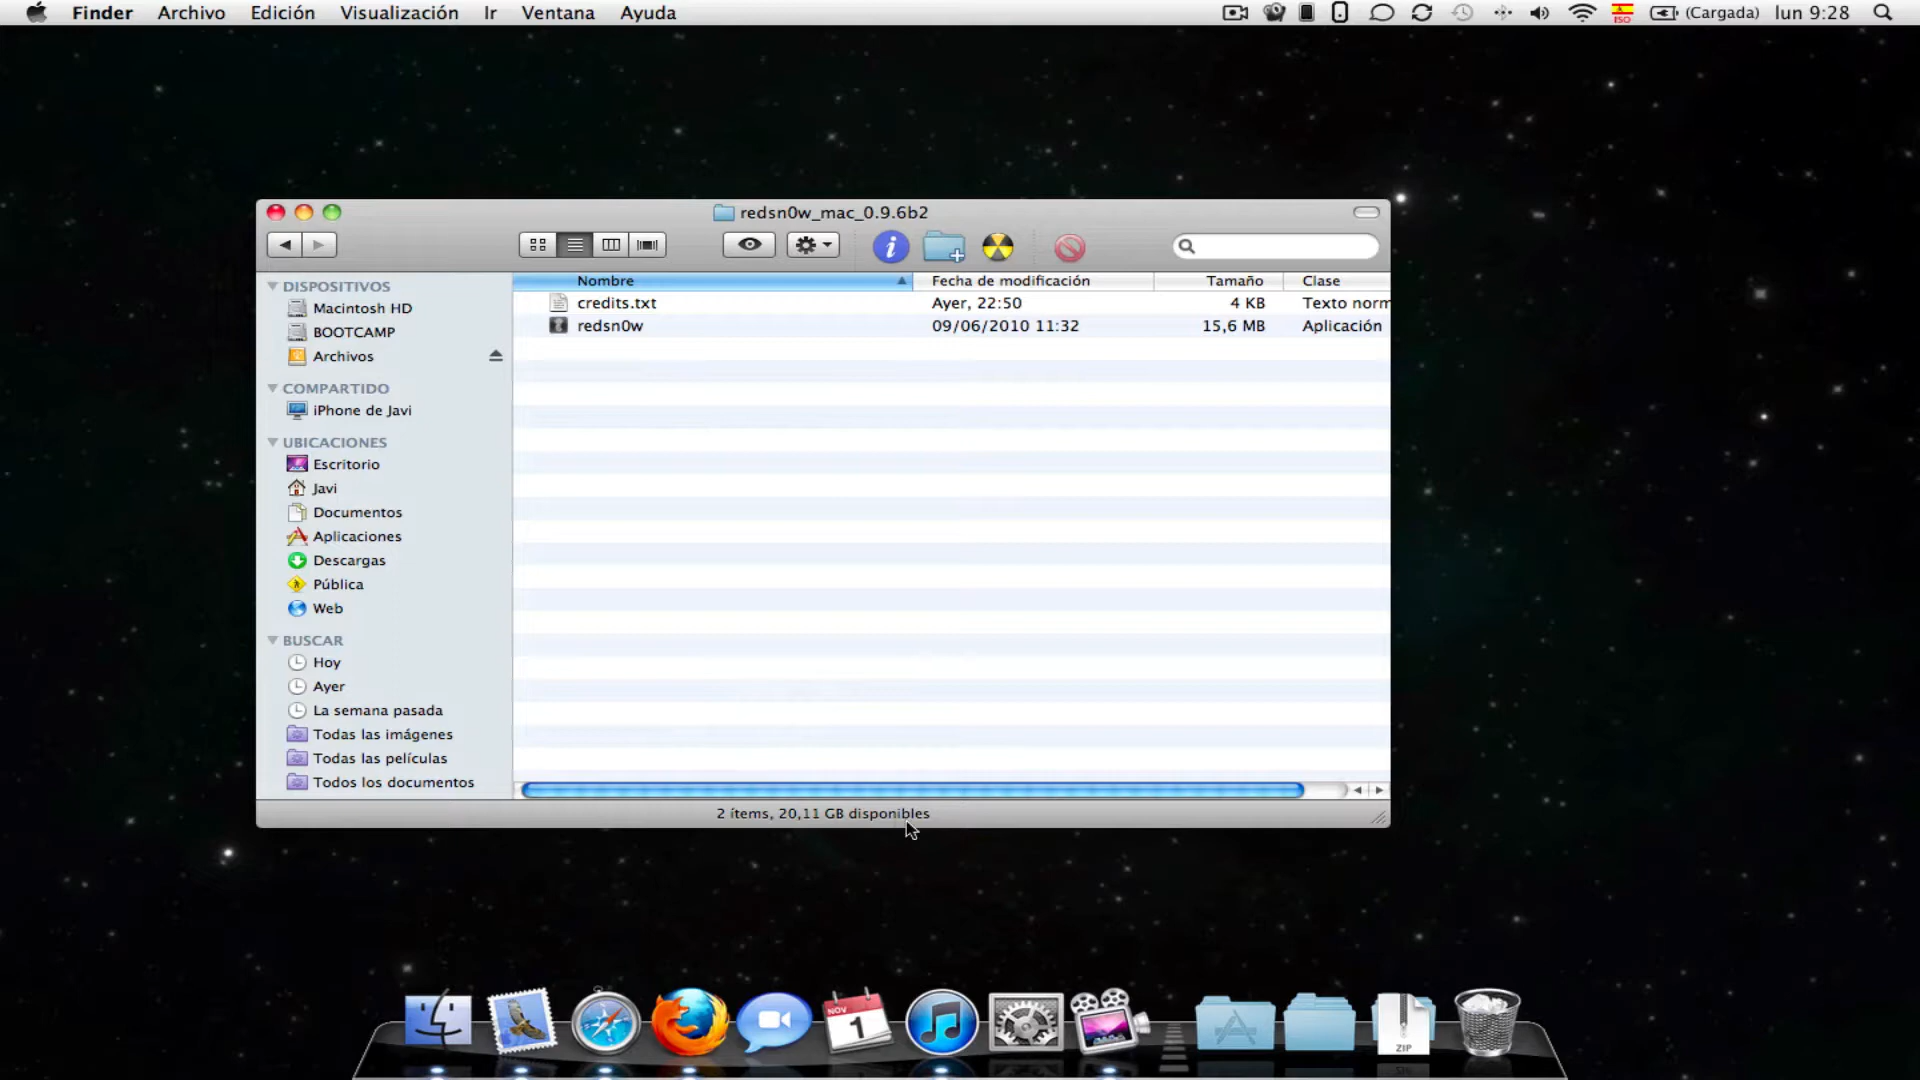 Finder Archivo Edición Visualización Ir Ventana Ayuda ISO (Cargada) lun 9:28
redsn0w_mac_0.9.6b2
DISPOSITIVOS
Macintosh HD
BOOTCAMP
Archivos
COMPARTIDO
iPhone de Javi
UBICACIONES
Escritorio
Javi
Documentos
Aplicaciones
Descargas
Pública
Web
BUSCAR
Hoy
Ayer
La semana pasada
Todas las imágenes
Todas las películas
Todos los documentos
Nombre Fecha de modificación Tamaño Clase
credits.txt Ayer, 22:50 4 KB Texto norm
redsn0w 09/06/2010 11:32 15,6 MB Aplicación
2 ítems, 20,11 GB disponibles
NOV
1
ZIP